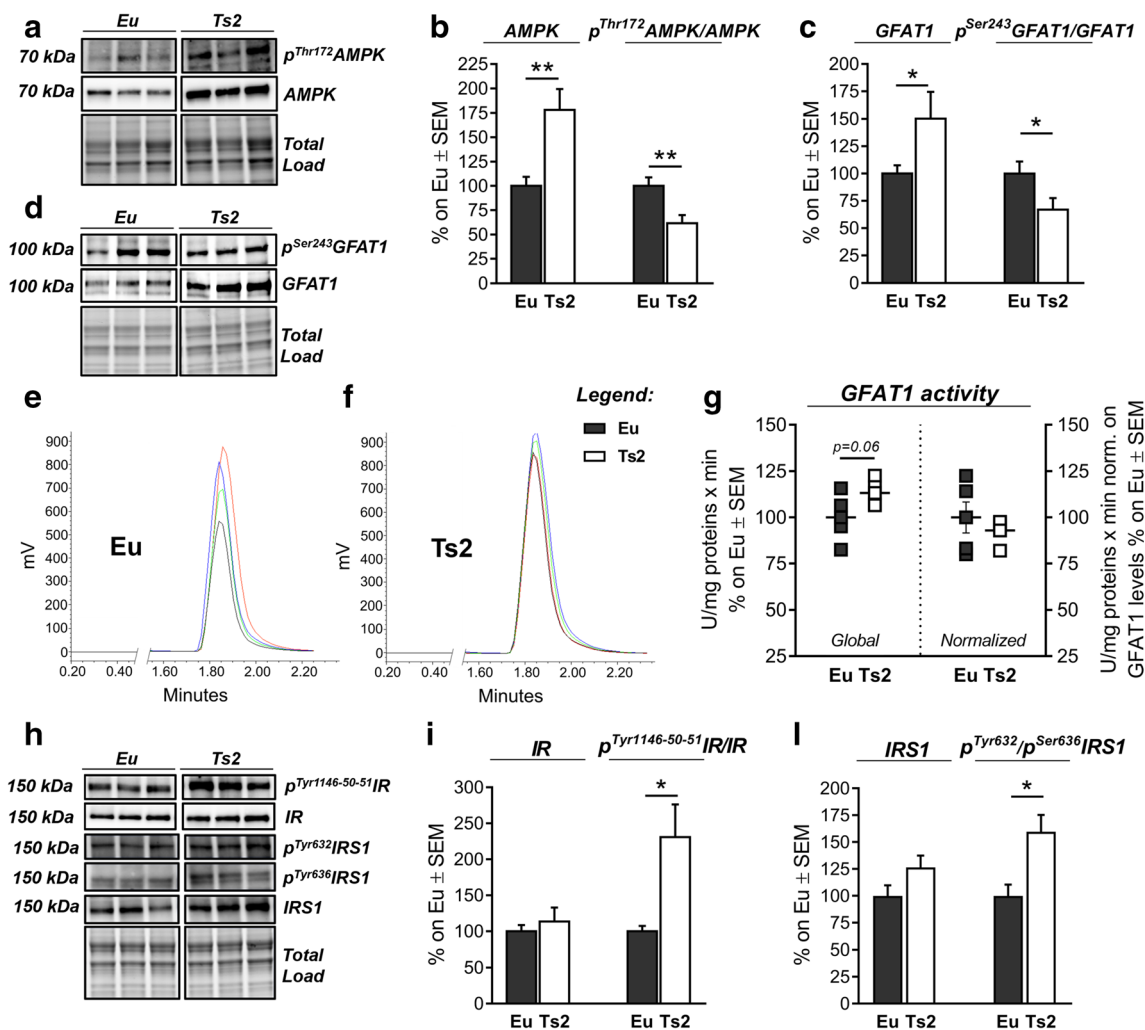 a
Eu Ts2
70 kDa p^Thr172AMPK
70 kDa AMPK
Total
Load
b
AMPK p^Thr172AMPK/AMPK
% on Eu ± SEM
225
200
175
150
125
100
75
50
25
0
**
**
Eu Ts2 Eu Ts2
c
GFAT1 p^Ser243GFAT1/GFAT1
% on Eu ± SEM
200
175
150
125
100
75
50
25
0
*
*
Eu Ts2 Eu Ts2
d
Eu Ts2
100 kDa p^Ser243GFAT1
100 kDa GFAT1
Total
Load
e
mV
900
800
700
600
500
400
300
200
100
0
Eu
0.20 0.40 1.60 1.80 2.00 2.20
Minutes
f
mV
900
800
700
600
500
400
300
200
100
0
Ts2
0.20 0.40 1.60 1.80 2.00 2.20
Minutes
Legend:
Eu
Ts2
g
GFAT1 activity
U/mg proteins x min
% on Eu ± SEM
150
125
100
75
50
25
p=0.06
Global Normalized
150
125
100
75
50
25
U/mg proteins x min norm. on
GFAT1 levels % on Eu ± SEM
Eu Ts2 Eu Ts2
h
Eu Ts2
150 kDa p^Tyr1146-50-51IR
150 kDa IR
150 kDa p^Tyr632IRS1
150 kDa p^Tyr636IRS1
150 kDa IRS1
Total
Load
i
IR p^Tyr1146-50-51IR/IR
% on Eu ± SEM
300
250
200
150
100
50
0
*
Eu Ts2 Eu Ts2
l
IRS1 p^Tyr632/p^Ser636IRS1
% on Eu ± SEM
200
175
150
125
100
75
50
25
0
*
Eu Ts2 Eu Ts2